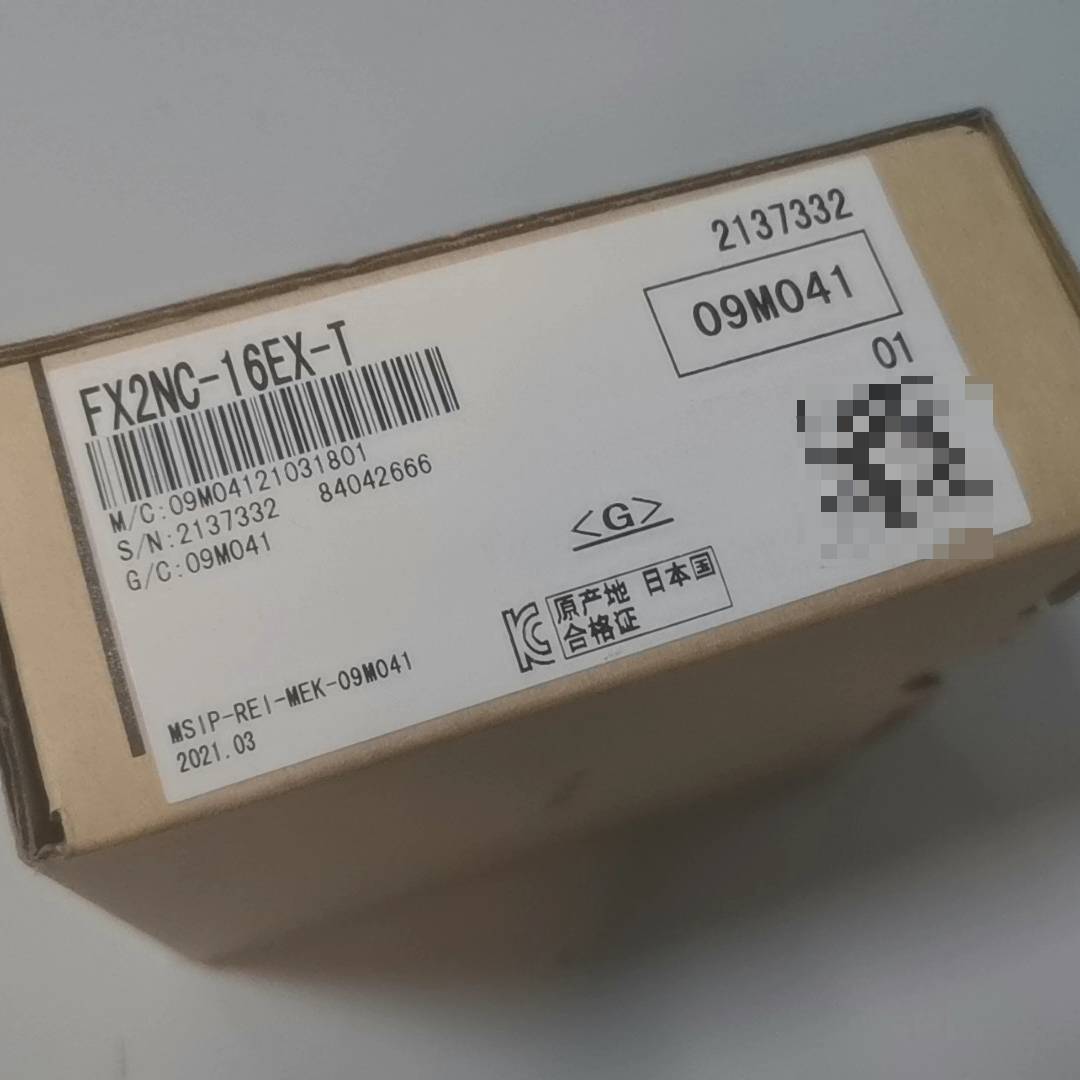 2137332
09M041
01
FX2NC-16EX-T
M/C:09M04121031801
S/N:2137332 84042666
G/C:09M041
<G>
原产地 日本国
合格证
MSIP-REI-MEK-09M041
2021.03